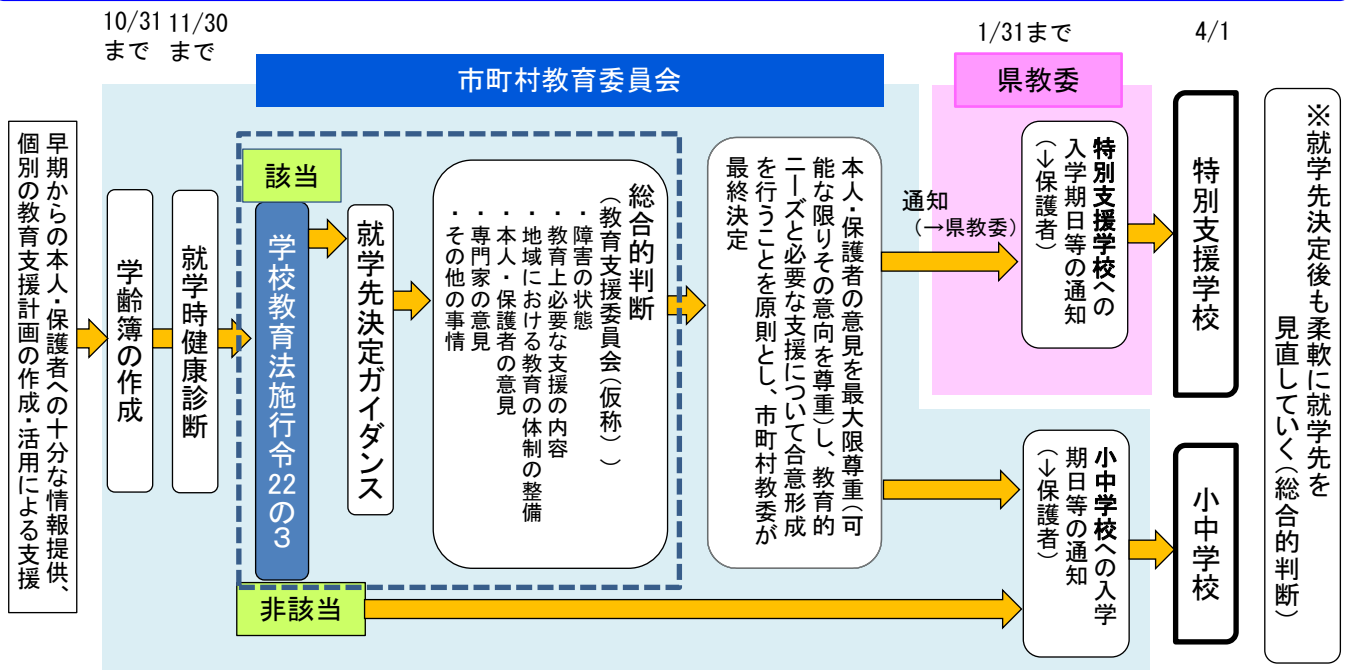 10/31
まで
11/30
まで
1/31まで
4/1
市町村教育委員会
県教委
早期からの本人・保護者への十分な情報提供、
個別の教育支援計画の作成・活用による支援
学齢簿の作成
就学時健康診断
該当
学校教育法施行令22の3
非該当
就学先決定ガイダンス
総合的判断
(教育支援委員会(仮称))
・障害の状態
・教育上必要な支援の内容
・地域における教育の体制の整備
・本人・保護者の意見
・専門家の意見
・その他の事情
本人・保護者の意見を最大限尊重(可
能な限りその意向を尊重)し、教育的
ニーズと必要な支援について合意形成
を行うことを原則とし、市町村教委が
最終決定
通知
(→県教委)
特別支援学校への
入学期日等の通知
(↓保護者)
小中学校への入学
期日等の通知
(↓保護者)
特別支援学校
小中学校
※就学先決定後も柔軟に就学先を
見直していく(総合的判断)